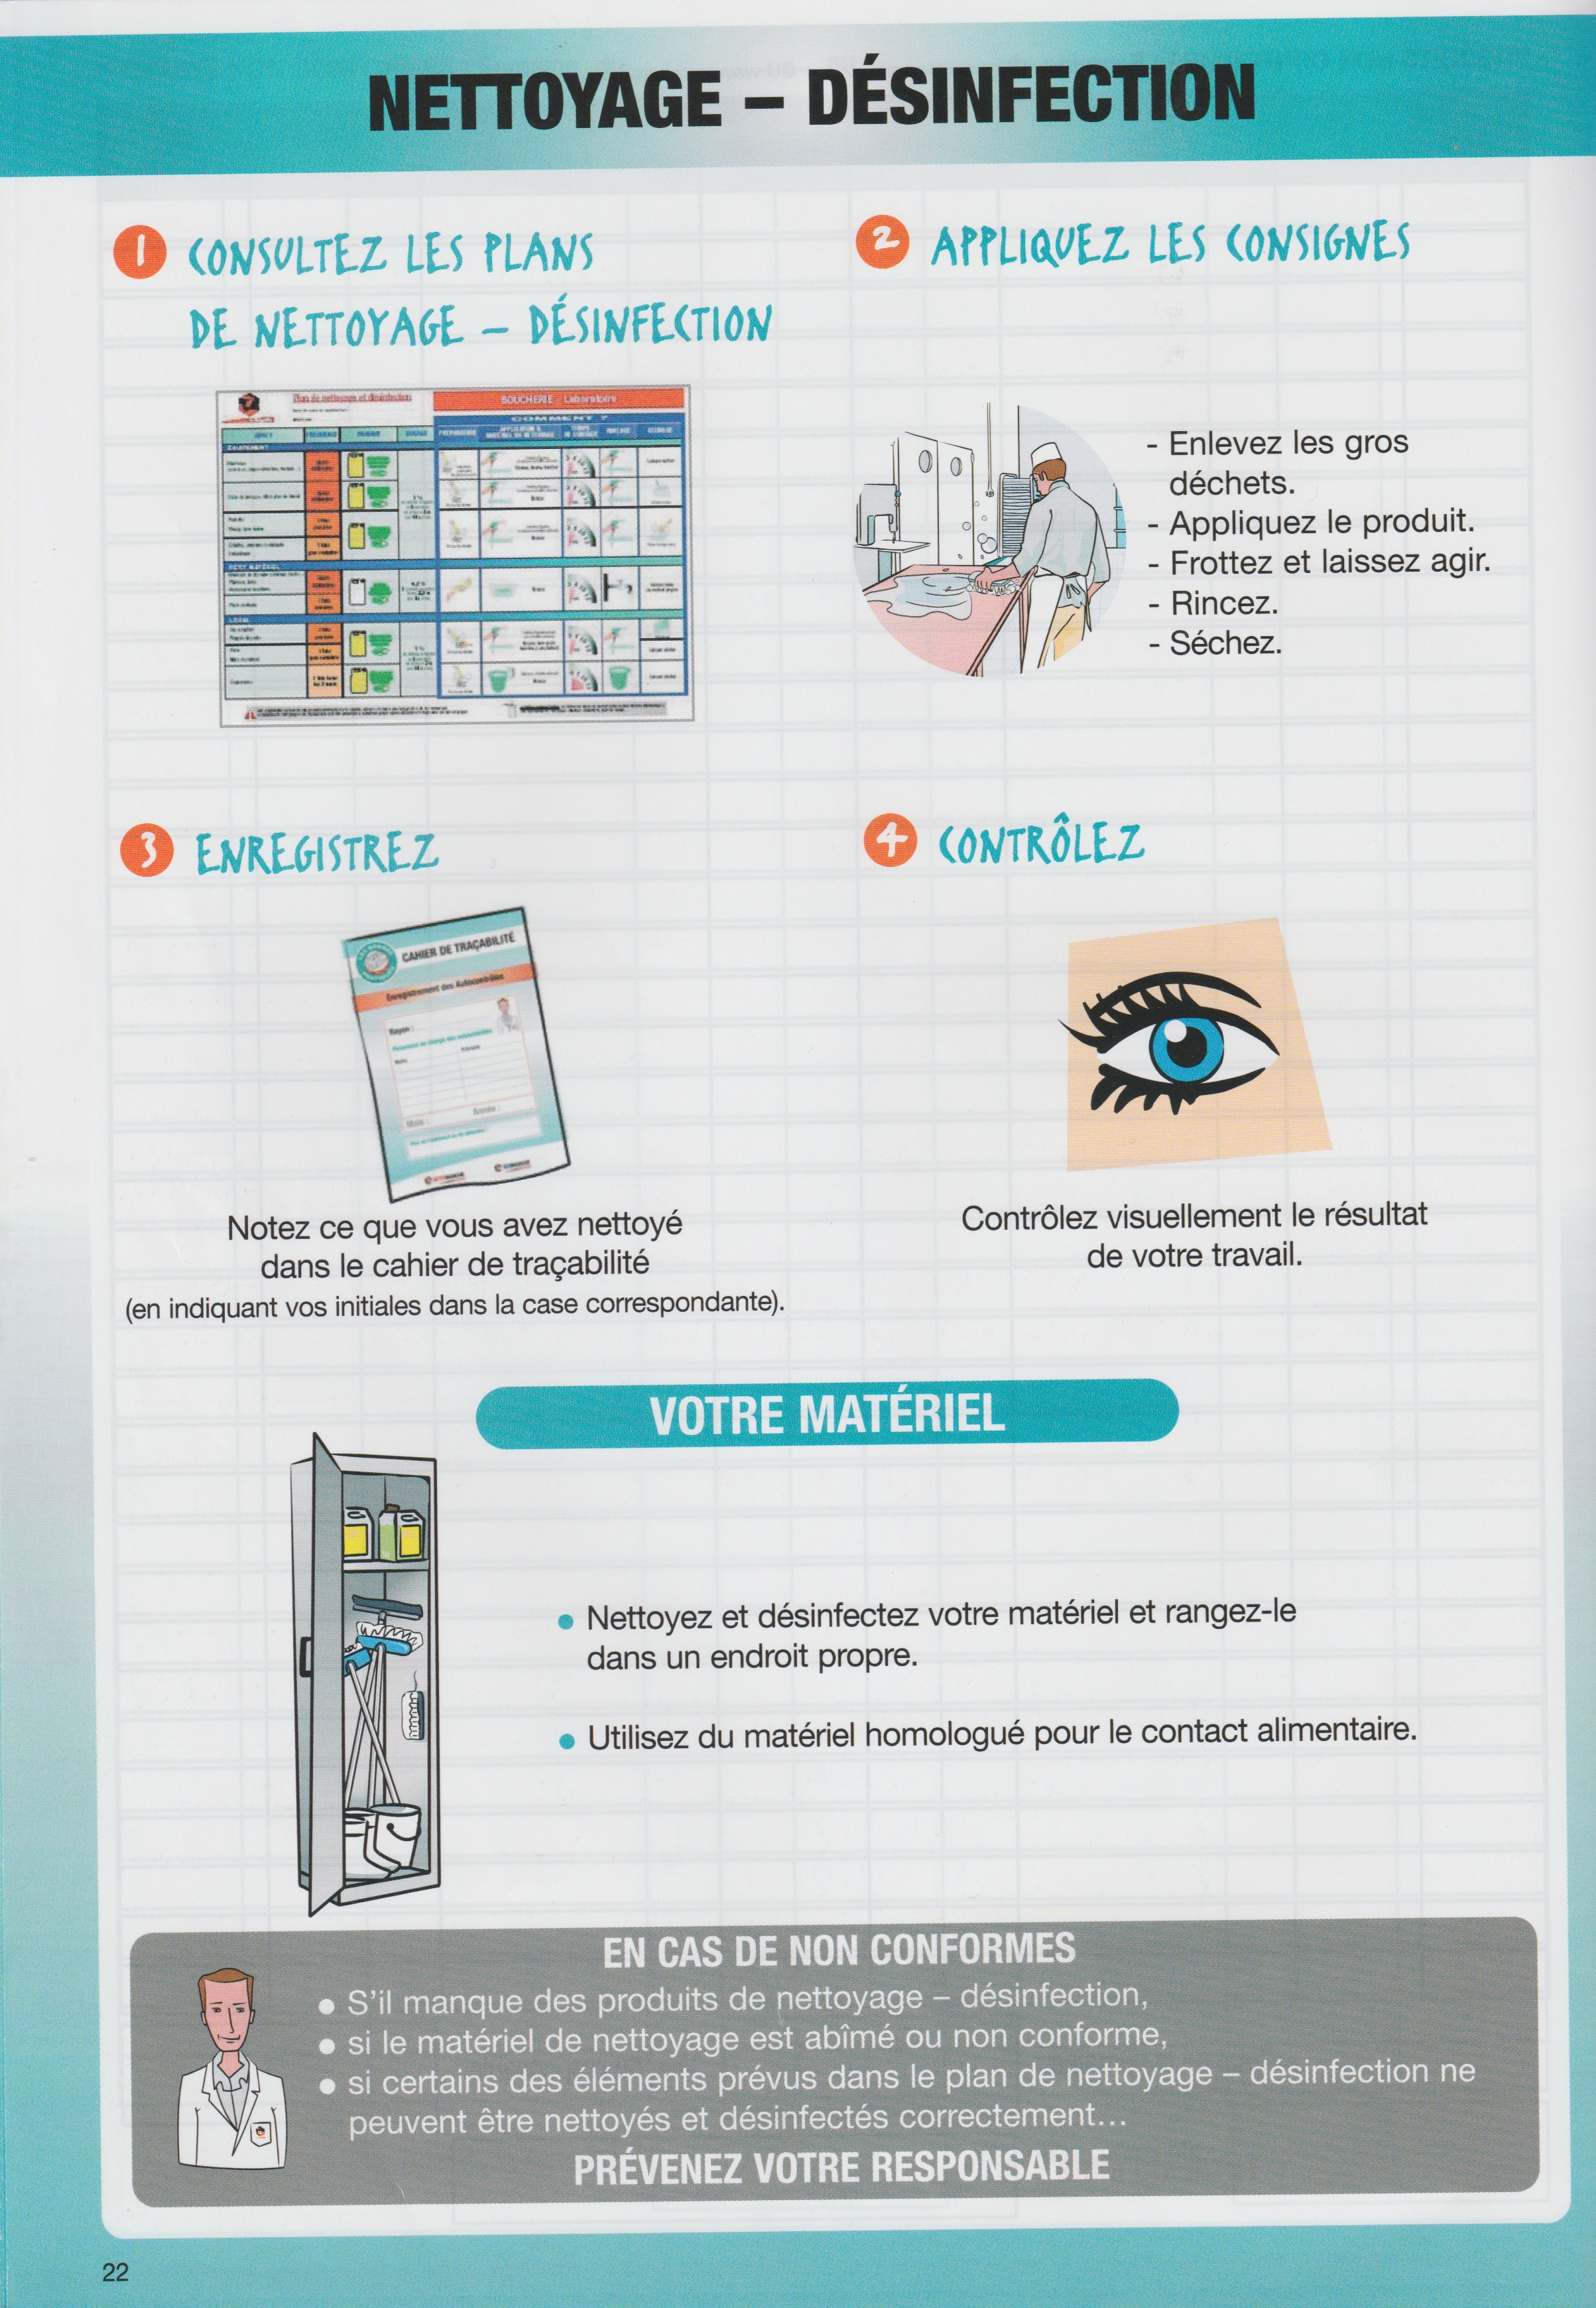 NETTOYAGE – DÉSINFECTION
1 CONSULTEZ LES PLANS
DE NETTOYAGE – DÉSINFECTION
Plan de nettoyage et désinfection
BOUCHERIE - Laboratoire
COMMENT ?
2 APPLIQUEZ LES CONSIGNES
- Enlevez les gros
déchets.
- Appliquez le produit.
- Frottez et laissez agir.
- Rincez.
- Séchez.
3 ENREGISTREZ
CAHIER DE TRAÇABILITÉ
Enregistrement des Autocontrôles
Rayon :
Mois :
Année :
Notez ce que vous avez nettoyé
dans le cahier de traçabilité
(en indiquant vos initiales dans la case correspondante).
4 CONTRÔLEZ
Contrôlez visuellement le résultat
de votre travail.
VOTRE MATÉRIEL
● Nettoyez et désinfectez votre matériel et rangez-le
dans un endroit propre.
● Utilisez du matériel homologué pour le contact alimentaire.
EN CAS DE NON CONFORMES
● S'il manque des produits de nettoyage – désinfection,
● si le matériel de nettoyage est abîmé ou non conforme,
● si certains des éléments prévus dans le plan de nettoyage – désinfection ne
peuvent être nettoyés et désinfectés correctement…
PRÉVENEZ VOTRE RESPONSABLE
22